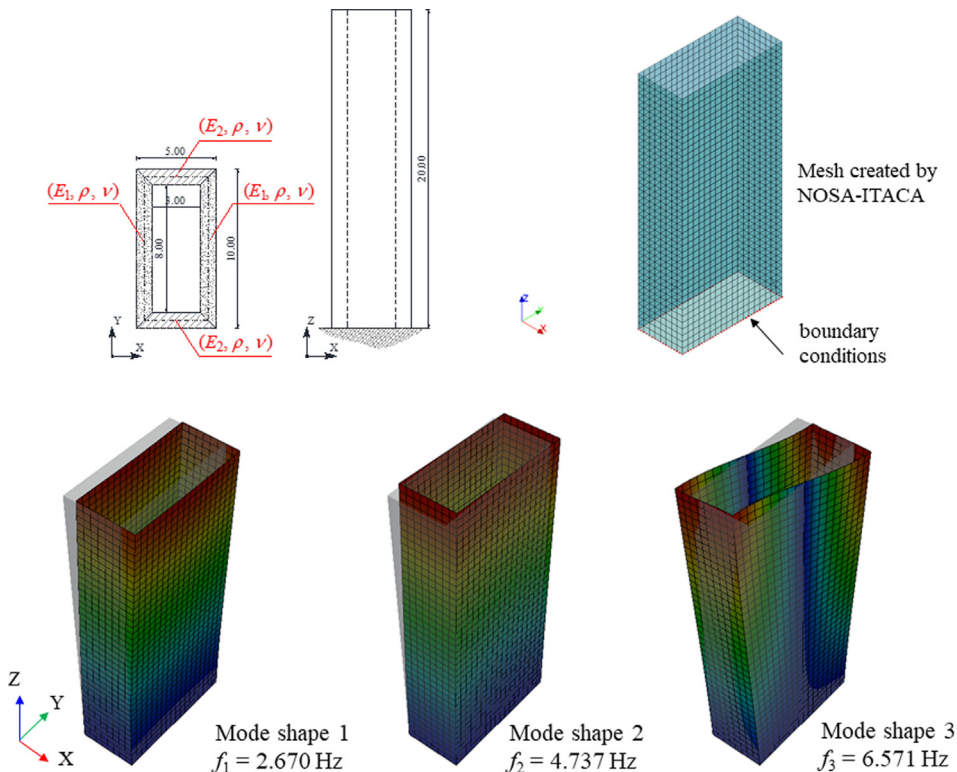 (E2, ρ, ν)
5.00
(E1, ρ, ν)
(E1, ρ, ν)
3.00
8.00
10.00
(E2, ρ, ν)
Y
X
20.00
Z
X
Z
Y
X
Mesh created by
NOSA-ITACA
boundary
conditions
Z
Y
X
Mode shape 1
f1 = 2.670 Hz
Mode shape 2
f2 = 4.737 Hz
Mode shape 3
f3 = 6.571 Hz